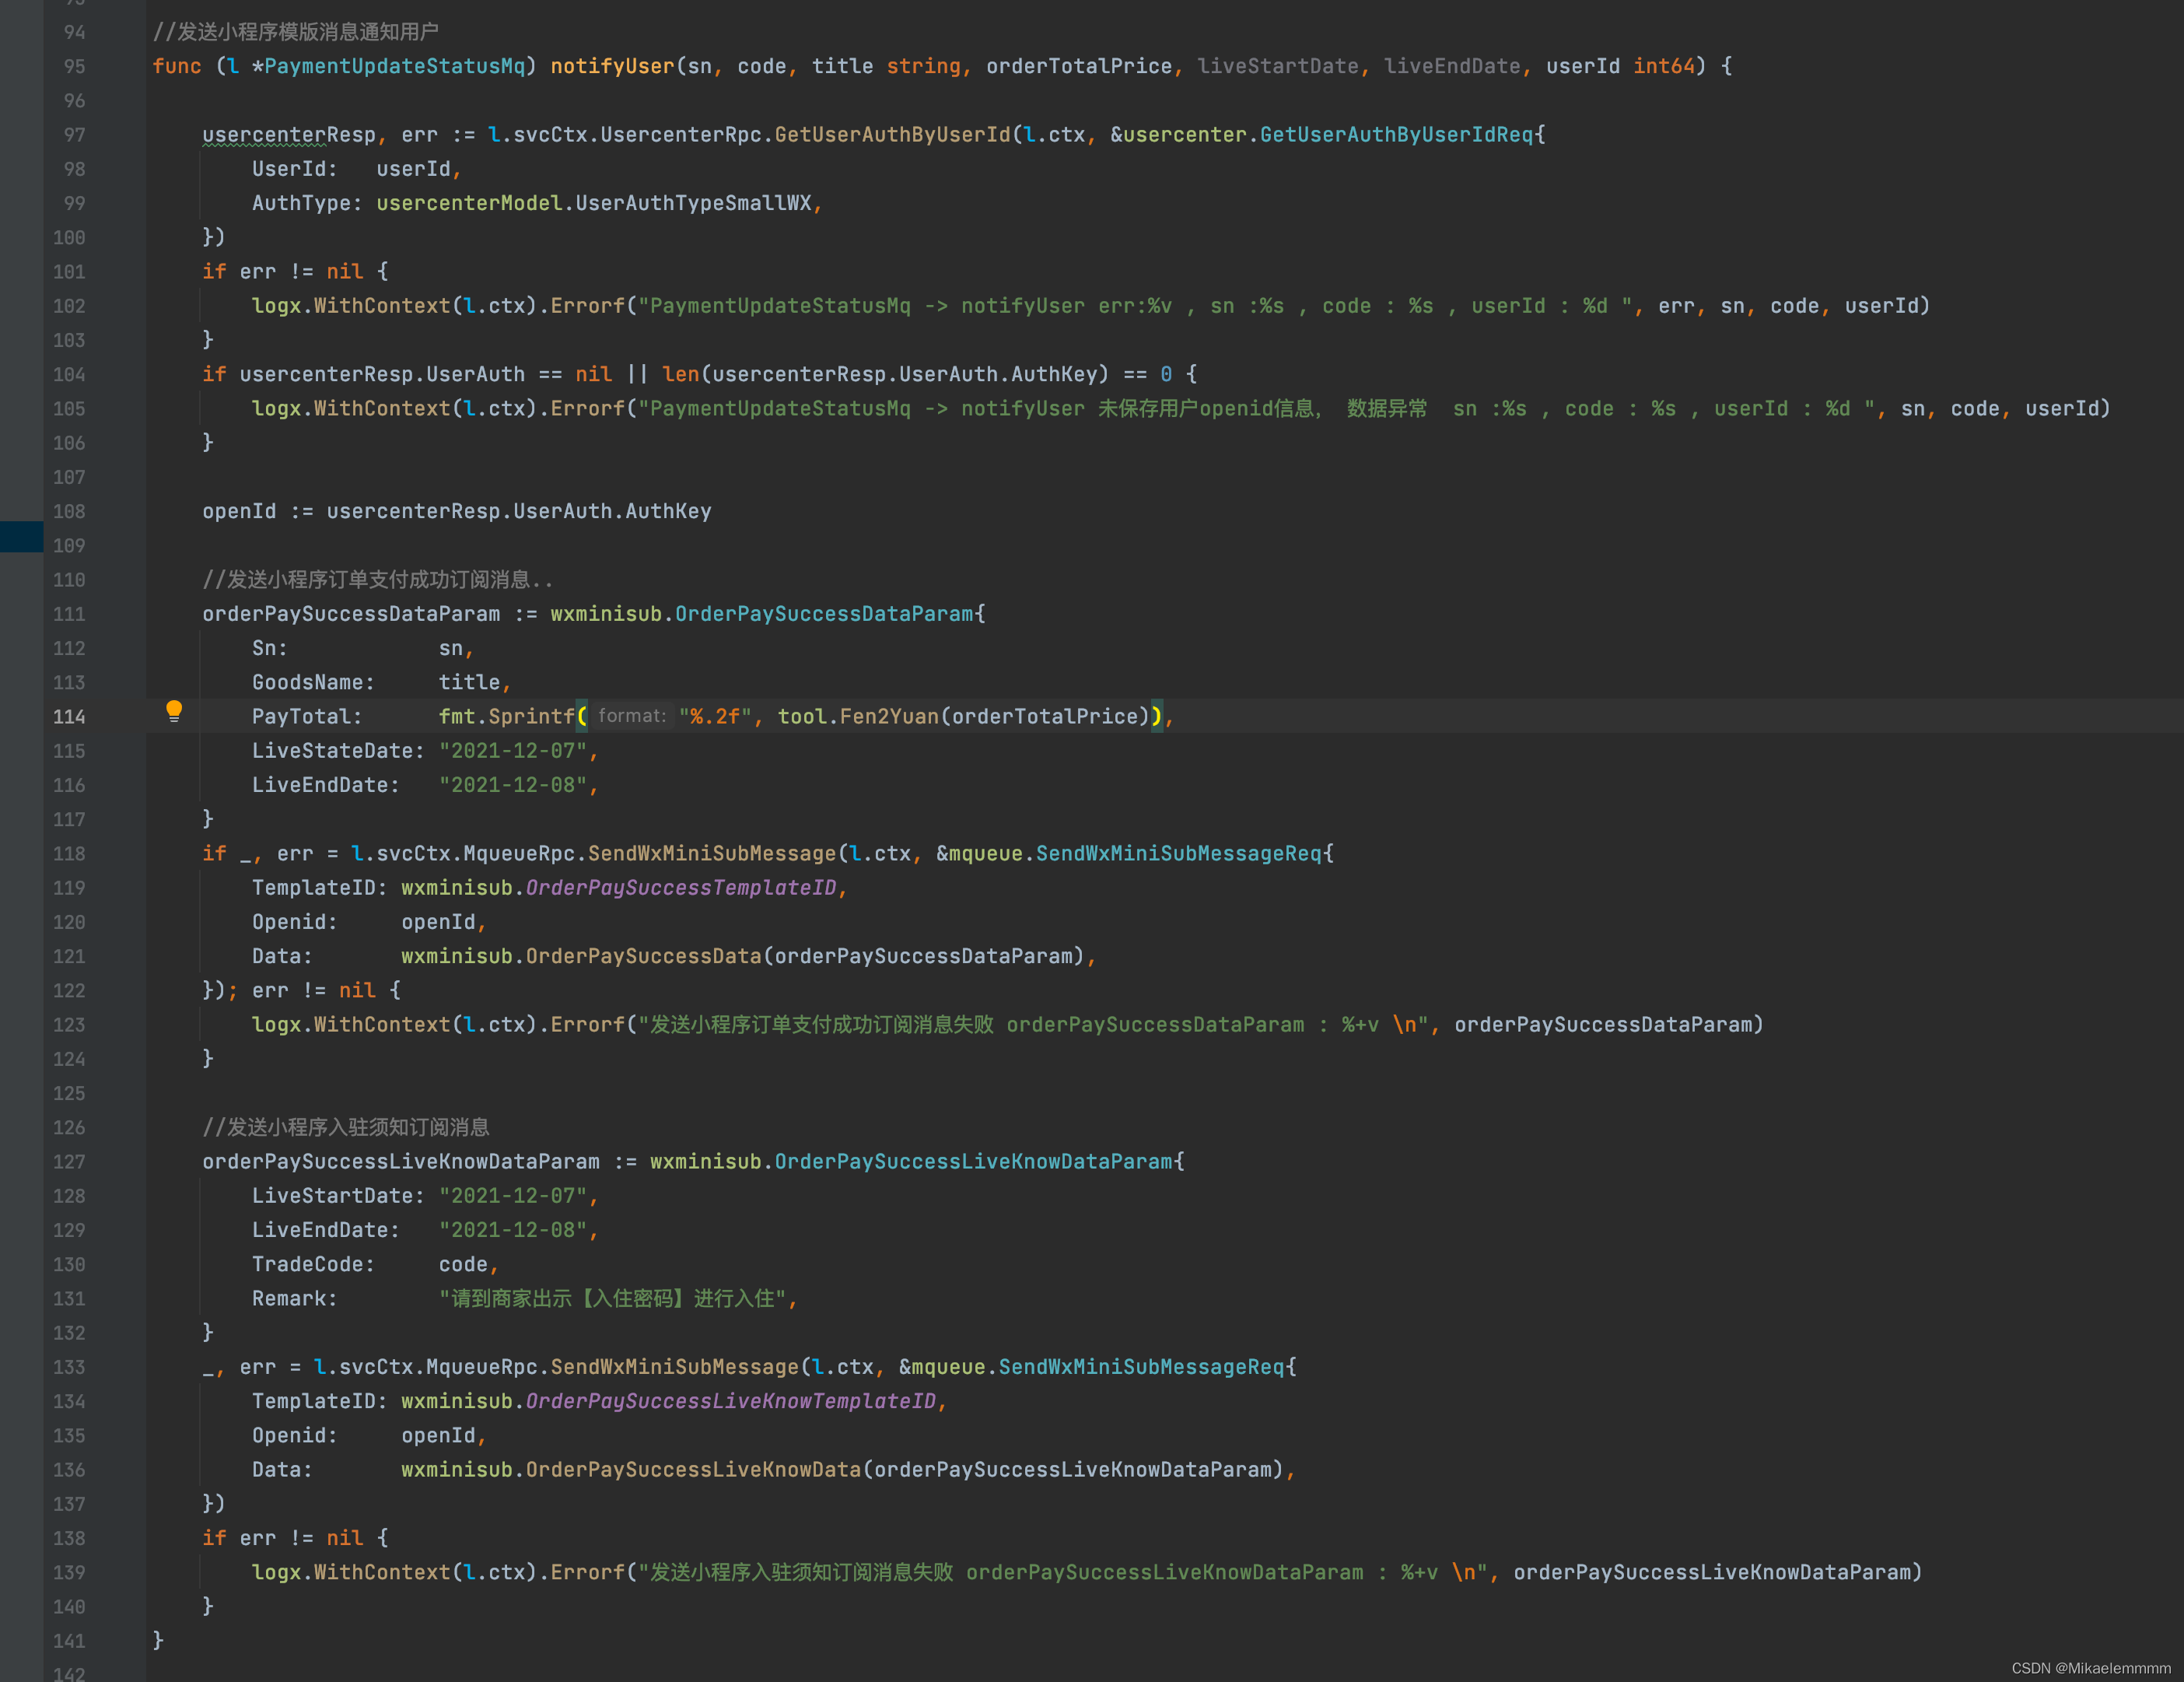 94 //发送小程序模版消息通知用户
95 func (l *PaymentUpdateStatusMq) notifyUser(sn, code, title string, orderTotalPrice, liveStartDate, liveEndDate, userId int64) {
96
97 usercenterResp, err := l.svcCtx.UsercenterRpc.GetUserAuthByUserId(l.ctx, &usercenter.GetUserAuthByUserIdReq{
98 UserId: userId,
99 AuthType: usercenterModel.UserAuthTypeSmallWX,
100 })
101 if err != nil {
102 logx.WithContext(l.ctx).Errorf("PaymentUpdateStatusMq -> notifyUser err:%v , sn :%s , code : %s , userId : %d ", err, sn, code, userId)
103 }
104 if usercenterResp.UserAuth == nil || len(usercenterResp.UserAuth.AuthKey) == 0 {
105 logx.WithContext(l.ctx).Errorf("PaymentUpdateStatusMq -> notifyUser 未保存用户openid信息, 数据异常  sn :%s , code : %s , userId : %d ", sn, code, userId)
106 }
107
108 openId := usercenterResp.UserAuth.AuthKey
109
110 //发送小程序订单支付成功订阅消息..
111 orderPaySuccessDataParam := wxminisub.OrderPaySuccessDataParam{
112 Sn: sn,
113 GoodsName: title,
114 PayTotal: fmt.Sprintf( format: "%.2f", tool.Fen2Yuan(orderTotalPrice)),
115 LiveStateDate: "2021-12-07",
116 LiveEndDate: "2021-12-08",
117 }
118 if _, err = l.svcCtx.MqueueRpc.SendWxMiniSubMessage(l.ctx, &mqueue.SendWxMiniSubMessageReq{
119 TemplateID: wxminisub.OrderPaySuccessTemplateID,
120 Openid: openId,
121 Data: wxminisub.OrderPaySuccessData(orderPaySuccessDataParam),
122 }); err != nil {
123 logx.WithContext(l.ctx).Errorf("发送小程序订单支付成功订阅消息失败 orderPaySuccessDataParam : %+v \n", orderPaySuccessDataParam)
124 }
125
126 //发送小程序入驻须知订阅消息
127 orderPaySuccessLiveKnowDataParam := wxminisub.OrderPaySuccessLiveKnowDataParam{
128 LiveStartDate: "2021-12-07",
129 LiveEndDate: "2021-12-08",
130 TradeCode: code,
131 Remark: "请到商家出示【入住密码】进行入住",
132 }
133 _, err = l.svcCtx.MqueueRpc.SendWxMiniSubMessage(l.ctx, &mqueue.SendWxMiniSubMessageReq{
134 TemplateID: wxminisub.OrderPaySuccessLiveKnowTemplateID,
135 Openid: openId,
136 Data: wxminisub.OrderPaySuccessLiveKnowData(orderPaySuccessLiveKnowDataParam),
137 })
138 if err != nil {
139 logx.WithContext(l.ctx).Errorf("发送小程序入驻须知订阅消息失败 orderPaySuccessLiveKnowDataParam : %+v \n", orderPaySuccessLiveKnowDataParam)
140 }
141 }
142
CSDN @Mikaelemmmm